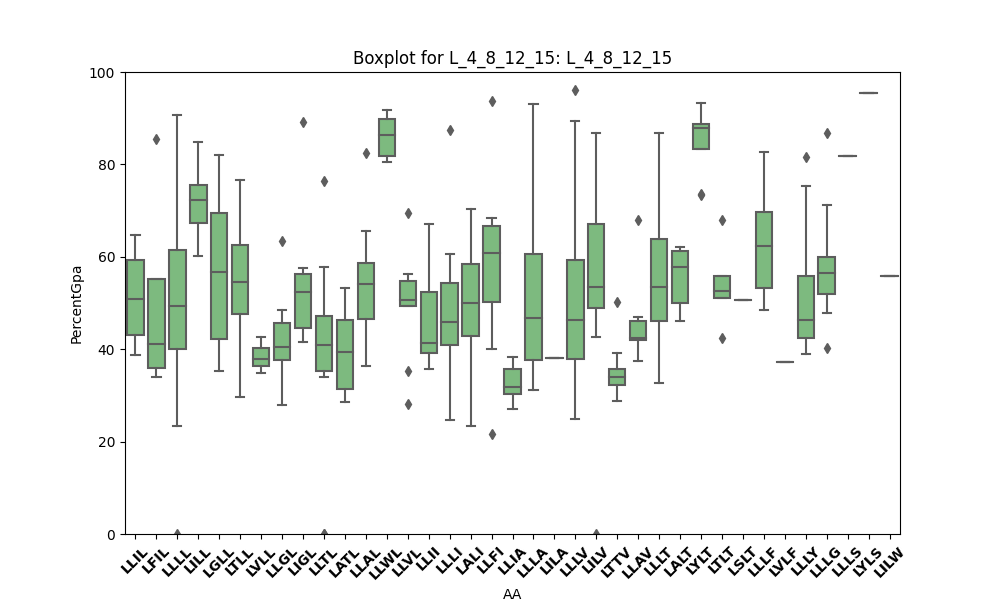 Boxplot for L_4_8_12_15: L_4_8_12_15
PercentGpa
100
80
60
40
20
0
LLIL
LFIL
LLLL
LILL
LGLL
LTLL
LVLL
LLGL
LIGL
LLTL
LATL
LLAL
LLWL
LLVL
LLII
LLLI
LALI
LLFI
LLIA
LLLA
LILA
LLLV
LILV
LTTV
LLAV
LLLT
LALT
LYLT
LTLT
LSLT
LLLF
LVLF
LLLY
LLLG
LLLS
LYLS
LILW
AA